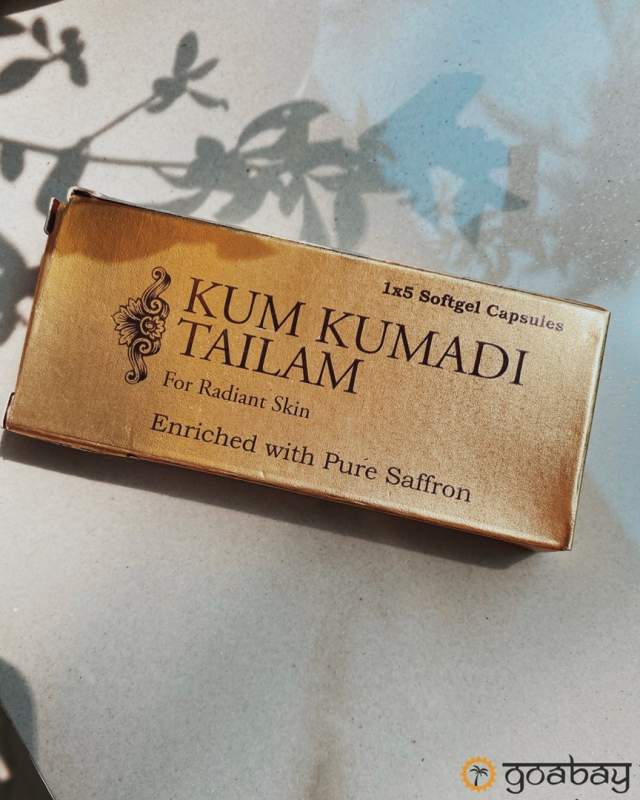 1x5 Softgel Capsules
KUM KUMADI
TAILAM
For Radiant Skin
Enriched with Pure Saffron
goabay